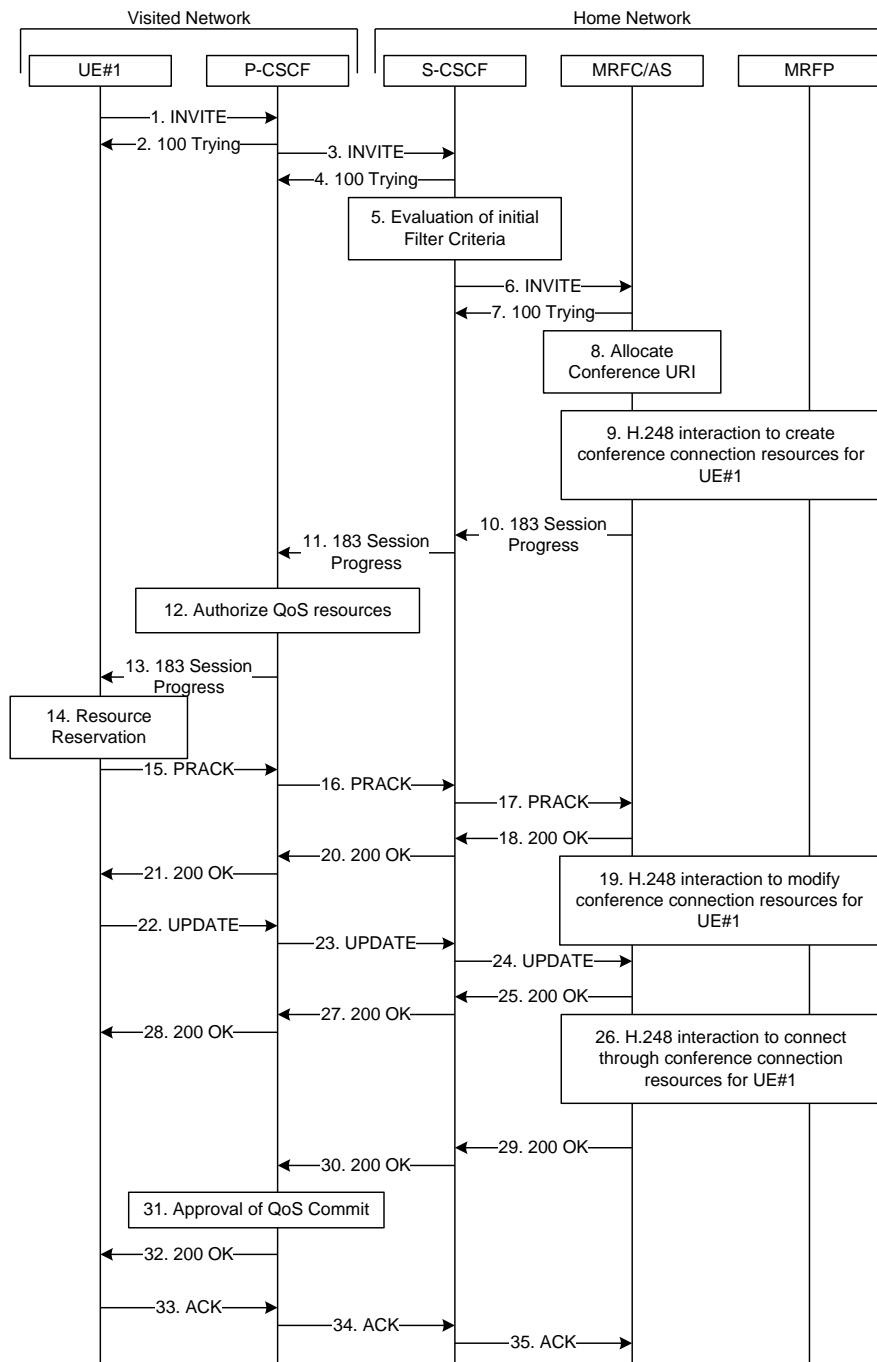 Visited Network
Home Network
UE#1
P-CSCF
S-CSCF
MRFC/AS
MRFP
1. INVITE
2. 100 Trying
3. INVITE
4. 100 Trying
5. Evaluation of initial
Filter Criteria
6. INVITE
7. 100 Trying
8. Allocate
Conference URI
9. H.248 interaction to create
conference connection resources for
UE#1
10. 183 Session
Progress
11. 183 Session
Progress
12. Authorize QoS resources
13. 183 Session
Progress
14. Resource
Reservation
15. PRACK
16. PRACK
17. PRACK
18. 200 OK
19. H.248 interaction to modify
conference connection resources for
UE#1
20. 200 OK
21. 200 OK
22. UPDATE
23. UPDATE
24. UPDATE
25. 200 OK
26. H.248 interaction to connect
through conference connection
resources for UE#1
27. 200 OK
28. 200 OK
29. 200 OK
30. 200 OK
31. Approval of QoS Commit
32. 200 OK
33. ACK
34. ACK
35. ACK